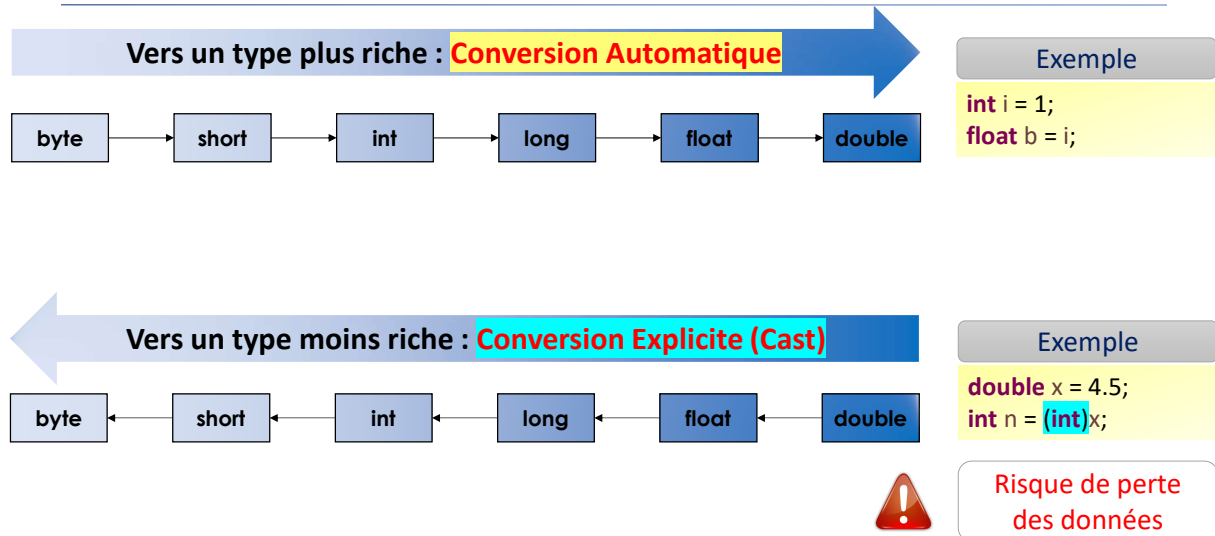 Vers un type plus riche : Conversion Automatique
Exemple
int i = 1;
float b = i;
byte
short
int
long
float
double
Vers un type moins riche : Conversion Explicite (Cast)
Exemple
double x = 4.5;
int n = (int)x;
byte
short
int
long
float
double
Risque de perte
des données